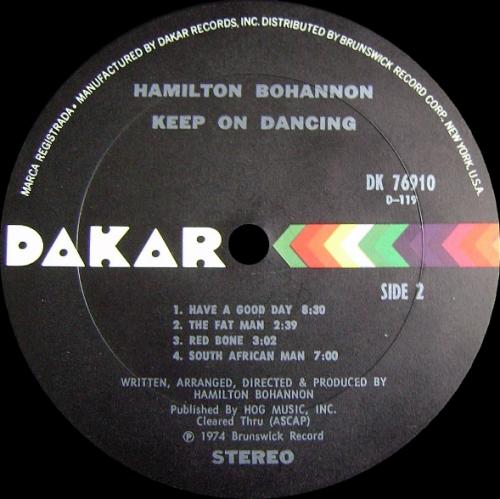 MARCA REGISTRADA • MANUFACTURED BY DAKAR RECORDS, INC. DISTRIBUTED BY BRUNSWICK RECORD CORP. NEW YORK, U.S.A.
HAMILTON BOHANNON
KEEP ON DANCING
DK 76910
D-119
DAKAR
SIDE 2
1. HAVE A GOOD DAY 8:30
2. THE FAT MAN 2:39
3. RED BONE 3:02
4. SOUTH AFRICAN MAN 7:00
WRITTEN, ARRANGED, DIRECTED & PRODUCED BY
HAMILTON BOHANNON
Published By HOG MUSIC, INC.
Cleared Thru (ASCAP)
℗ 1974 Brunswick Record
STEREO